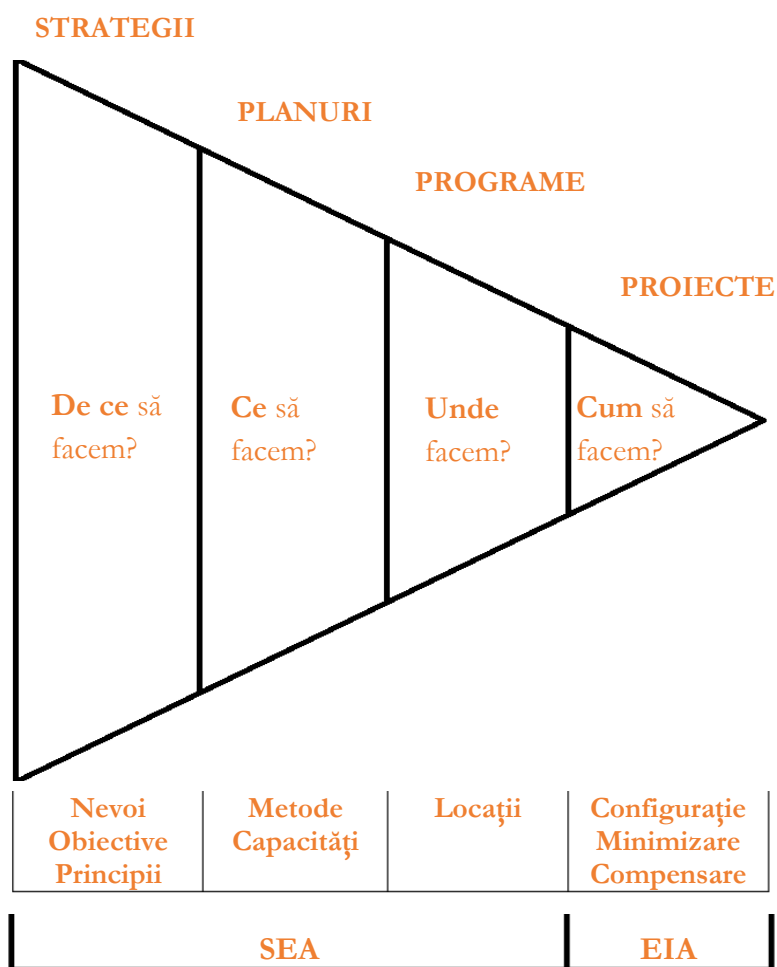 STRATEGII
PLANURI
PROGRAME
PROIECTE
De ce să
facem?
Ce să
facem?
Unde
facem?
Cum să
facem?
Nevoi
Obiective
Principii
Metode
Capacități
Locații
Configurație
Minimizare
Compensare
SEA
EIA